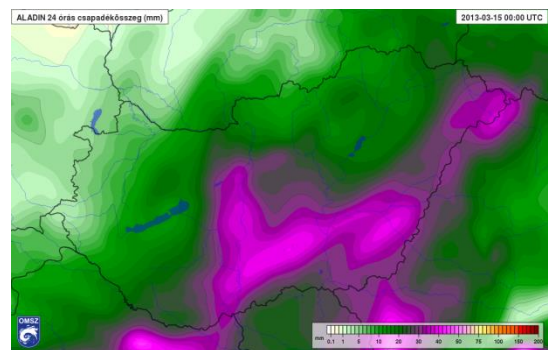 ALADIN 24 órás csapadékösszeg (mm)
2013-03-15 00:00 UTC
OMSZ
mm
0.1 1 5 10 20 30 40 50 75 100 150 200